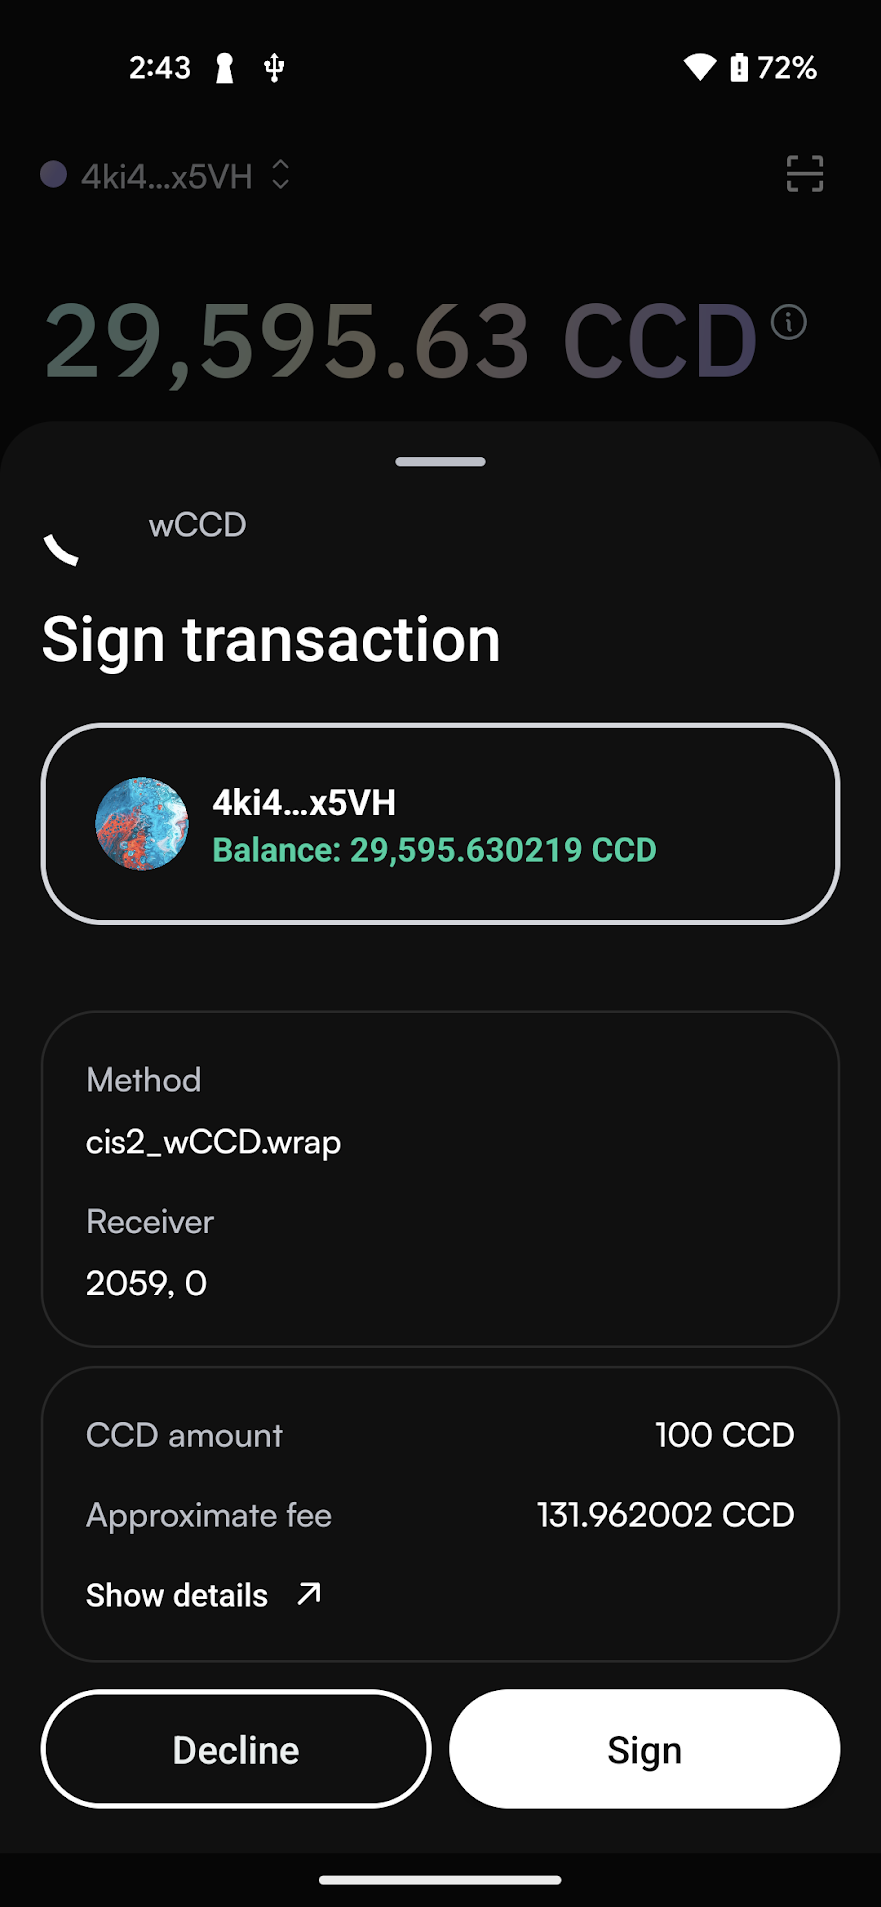 2:43
72%
4ki4...x5VH
29,595.63 CCD
wCCD
Sign transaction
4ki4...x5VH
Balance: 29,595.630219 CCD
Method
cis2_wCCD.wrap
Receiver
2059, 0
CCD amount 100 CCD
Approximate fee 131.962002 CCD
Show details
Decline Sign